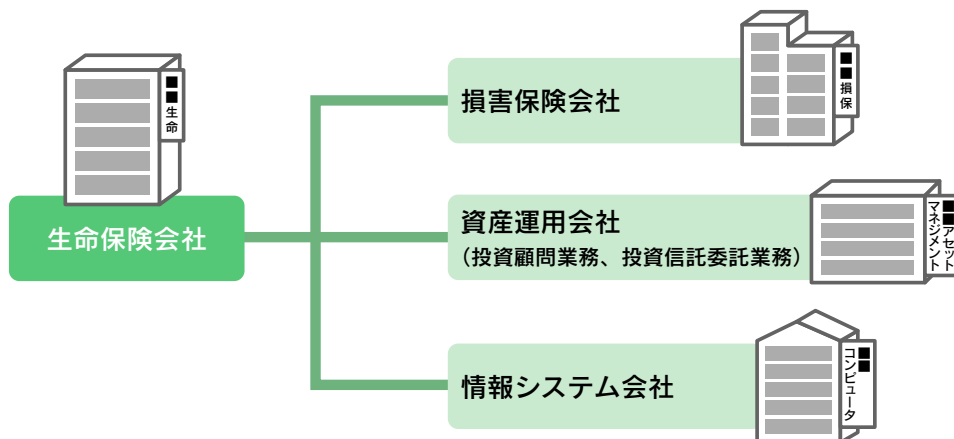 ■■生命
生命保険会社
損害保険会社
■■損保
資産運用会社
（投資顧問業務、投資信託委託業務）
■■アセット
マネジメント
情報システム会社
■■コンピュータ